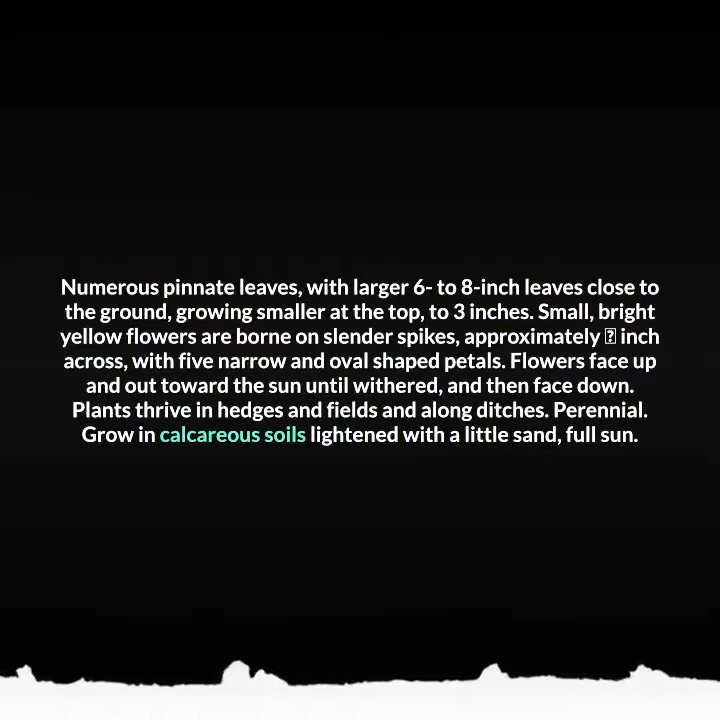 Numerous pinnate leaves, with larger 6- to 8-inch leaves close to
the ground, growing smaller at the top, to 3 inches. Small, bright
yellow flowers are borne on slender spikes, approximately inch
across, with five narrow and oval shaped petals. Flowers face up
and out toward the sun until withered, and then face down.
Plants thrive in hedges and fields and along ditches. Perennial.
Grow in calcareous soils lightened with a little sand, full sun.